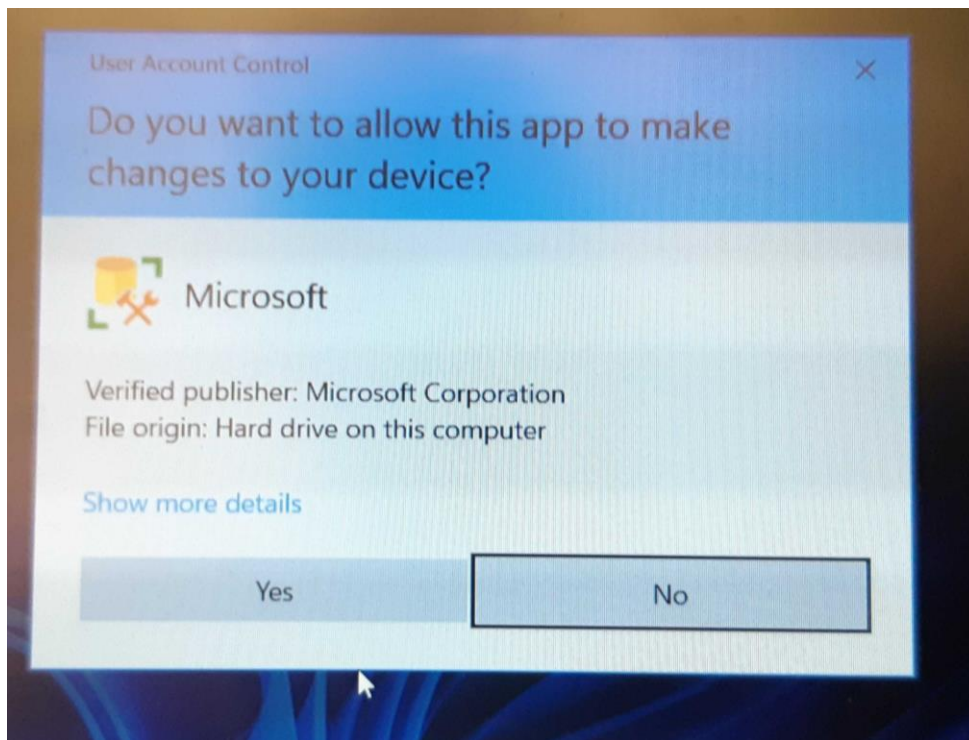 User Account Control
Do you want to allow this app to make
changes to your device?
Microsoft
Verified publisher: Microsoft Corporation
File origin: Hard drive on this computer
Show more details
Yes
No